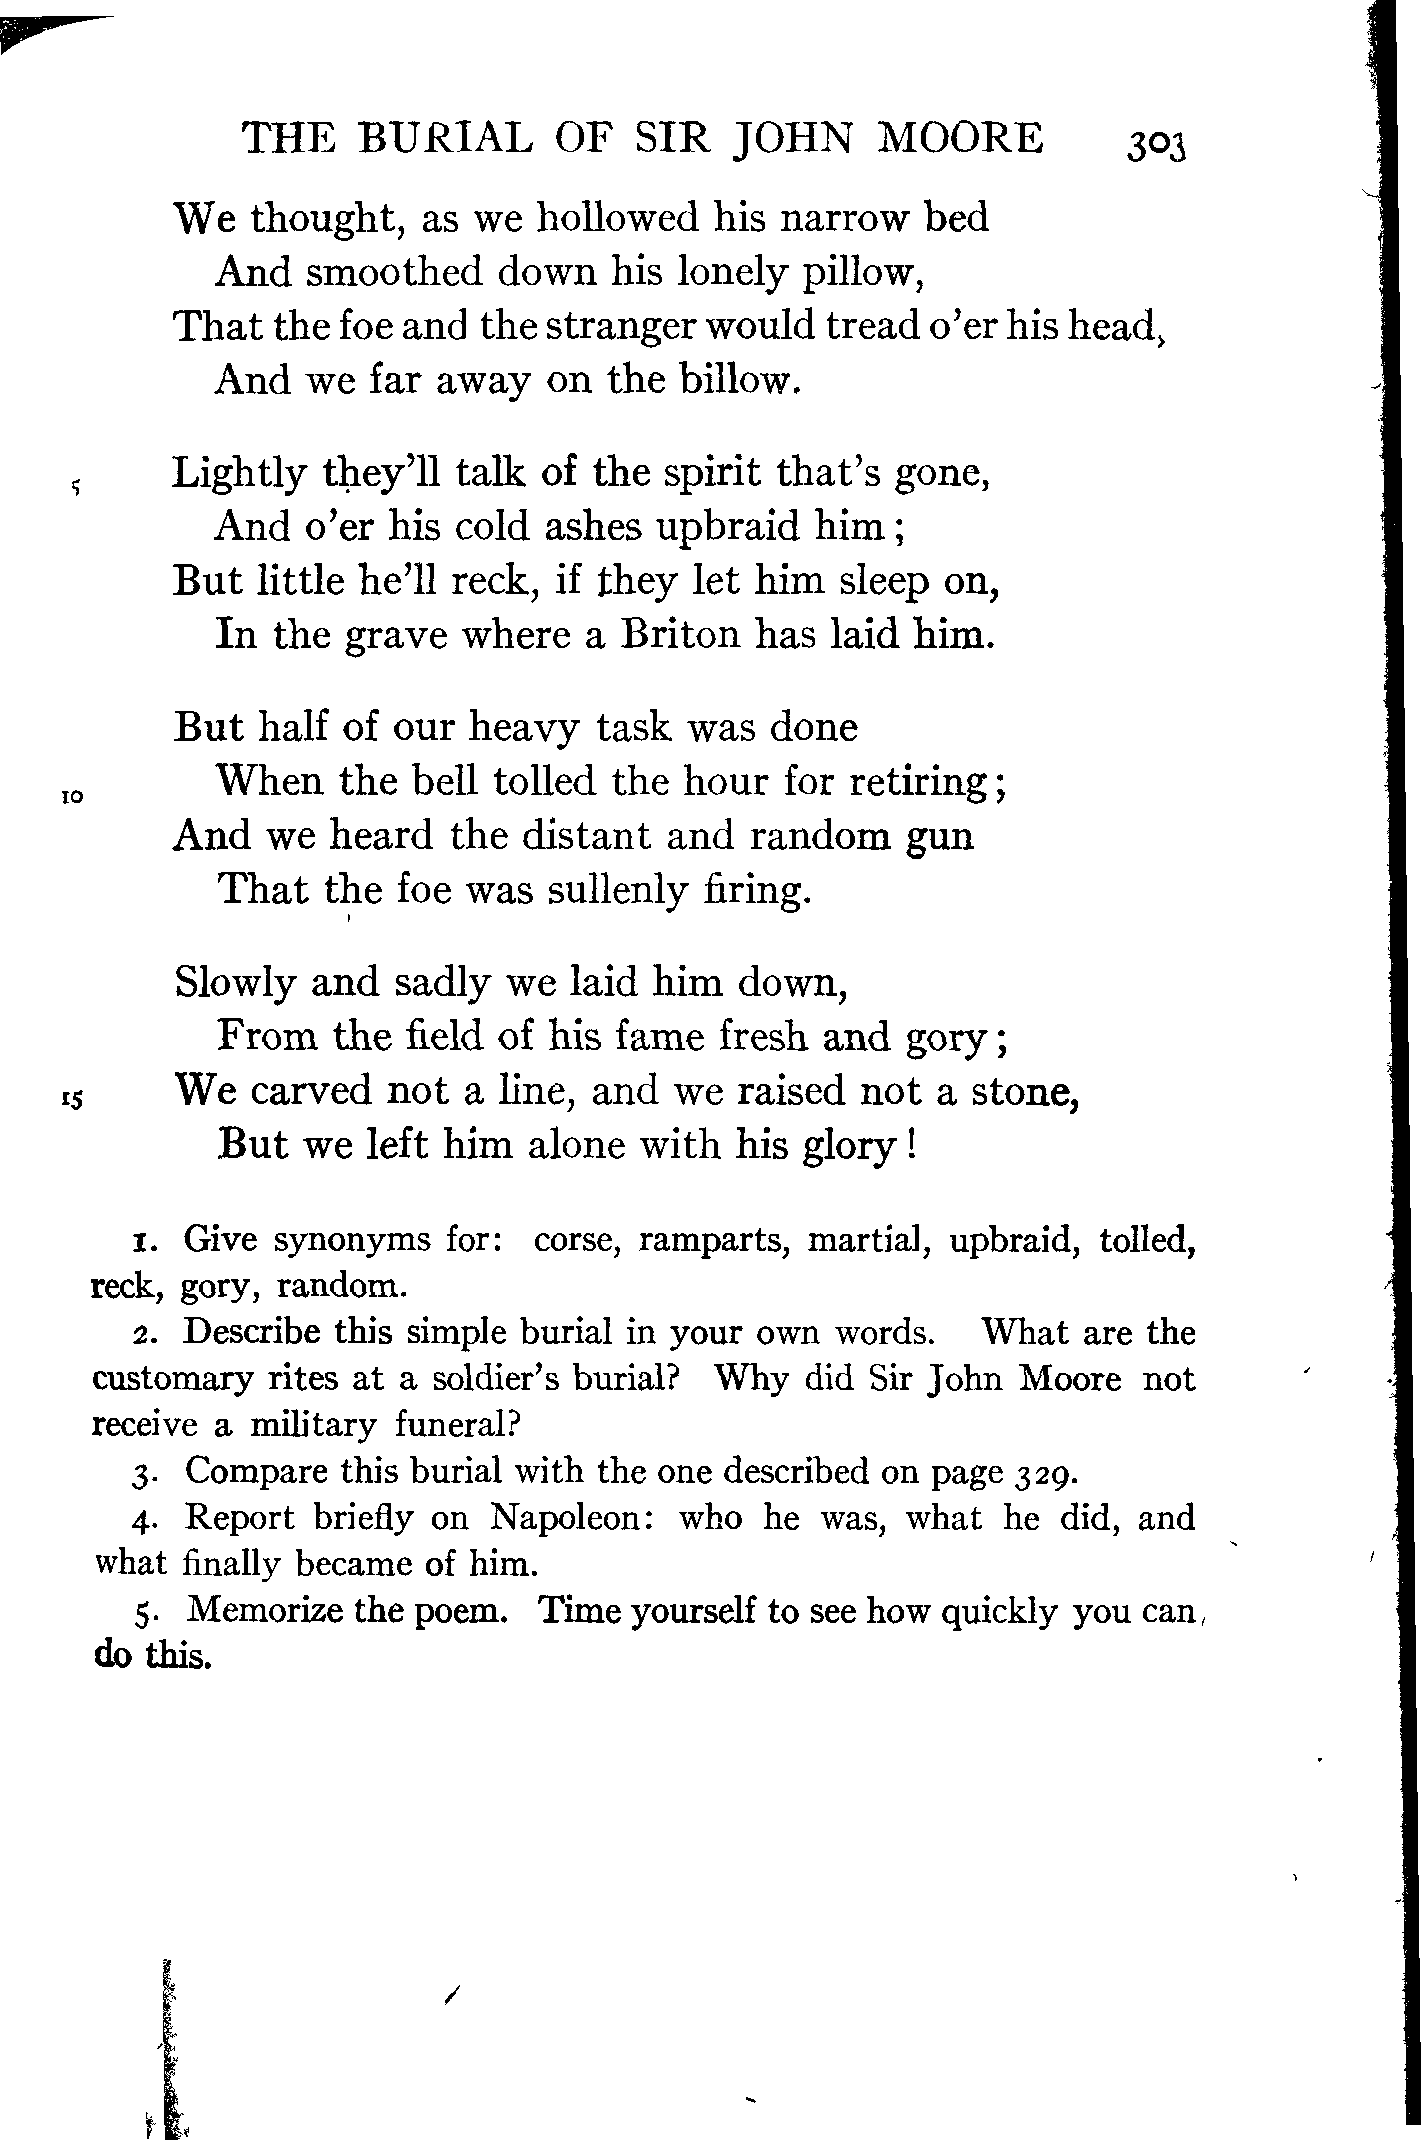 THE BURIAL OF SIR JOHN MOORE 303
We thought, as we hollowed his narrow bed
And smoothed down his lonely pillow,
That the foe and the stranger would tread o'er his head,
And we far away on the billow.
5 Lightly they'll talk of the spirit that's gone,
And o'er his cold ashes upbraid him;
But little he'll reck, if they let him sleep on,
In the grave where a Briton has laid him.
But half of our heavy task was done
10 When the bell tolled the hour for retiring;
And we heard the distant and random gun
That the foe was sullenly firing.
Slowly and sadly we laid him down,
From the field of his fame fresh and gory;
15 We carved not a line, and we raised not a stone,
But we left him alone with his glory!
1. Give synonyms for: corse, ramparts, martial, upbraid, tolled,
reck, gory, random.
2. Describe this simple burial in your own words. What are the
customary rites at a soldier's burial? Why did Sir John Moore not
receive a military funeral?
3. Compare this burial with the one described on page 329.
4. Report briefly on Napoleon: who he was, what he did, and
what finally became of him.
5. Memorize the poem. Time yourself to see how quickly you can
do this.